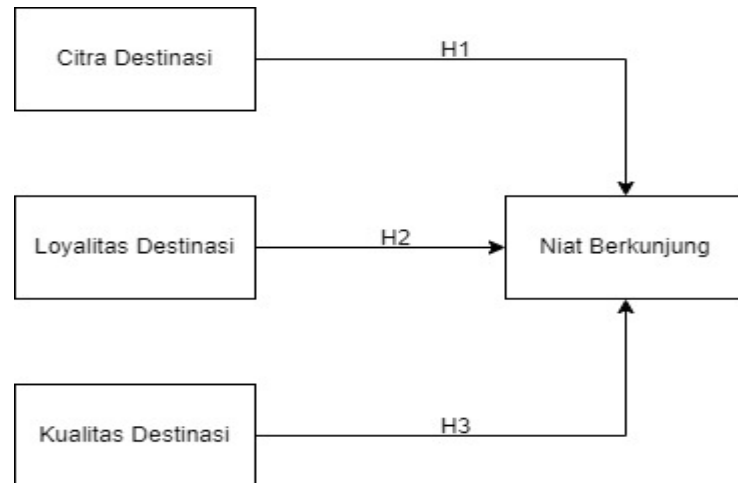 Citra Destinasi
H1
Loyalitas Destinasi
H2
Niat Berkunjung
Kualitas Destinasi
H3